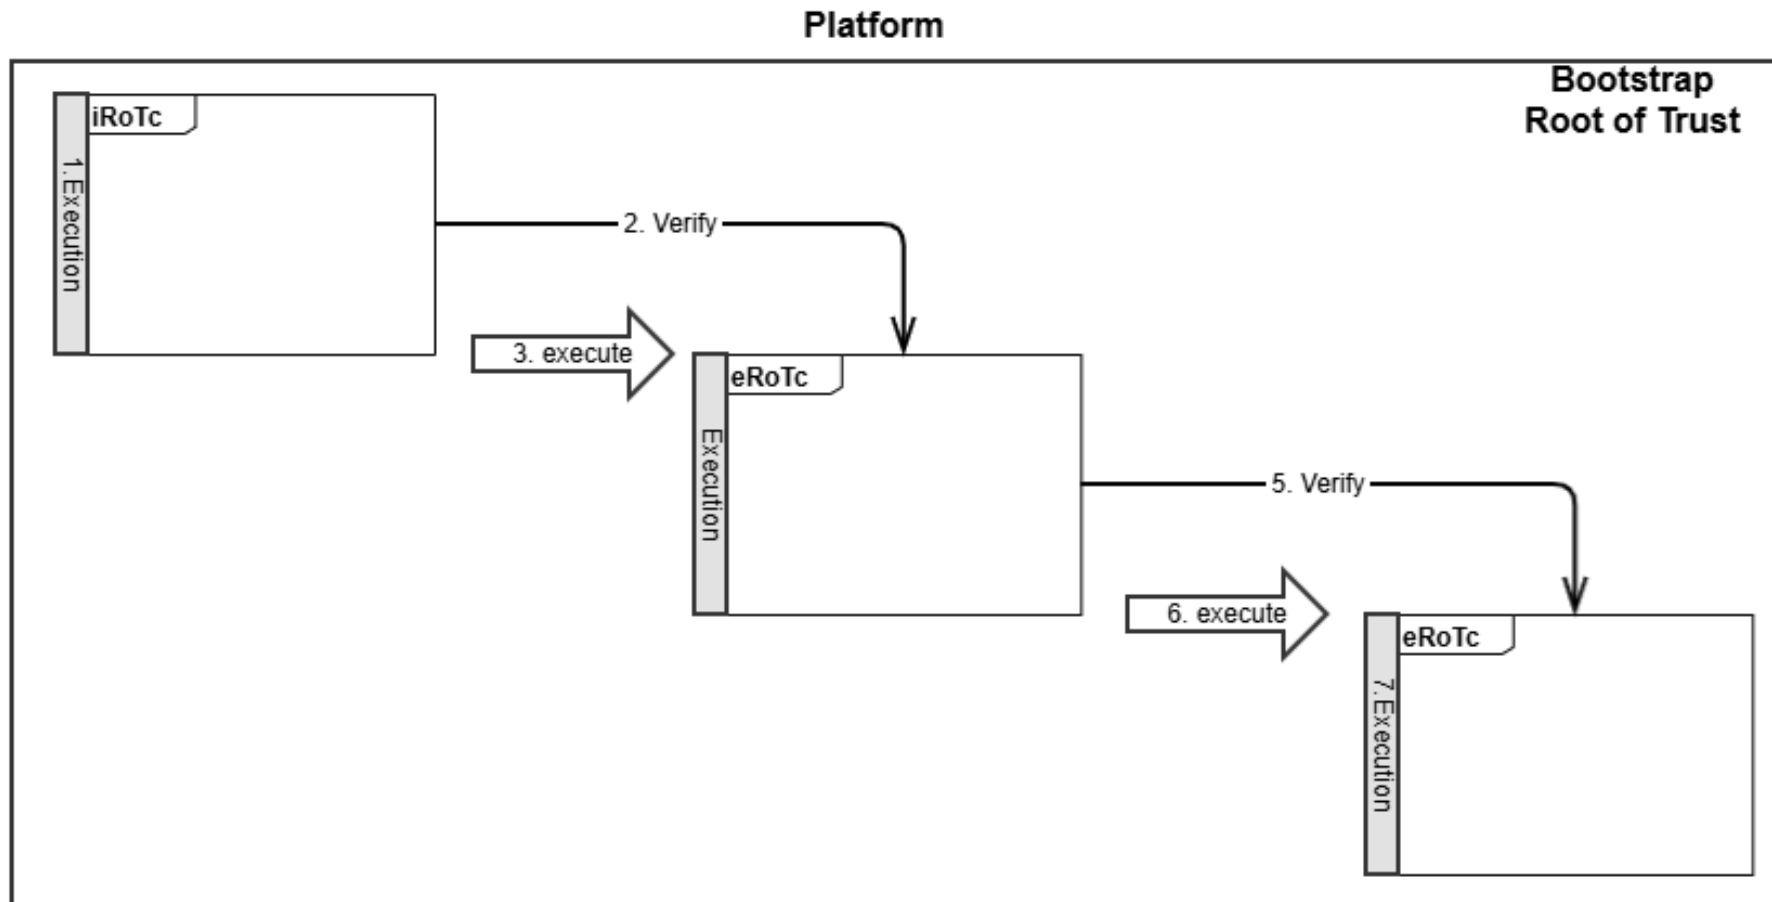 Platform
Bootstrap
Root of Trust
iRoTc
1.Execution
2. Verify
3. execute
eRoTc
Execution
5. Verify
6. execute
eRoTc
7.Execution